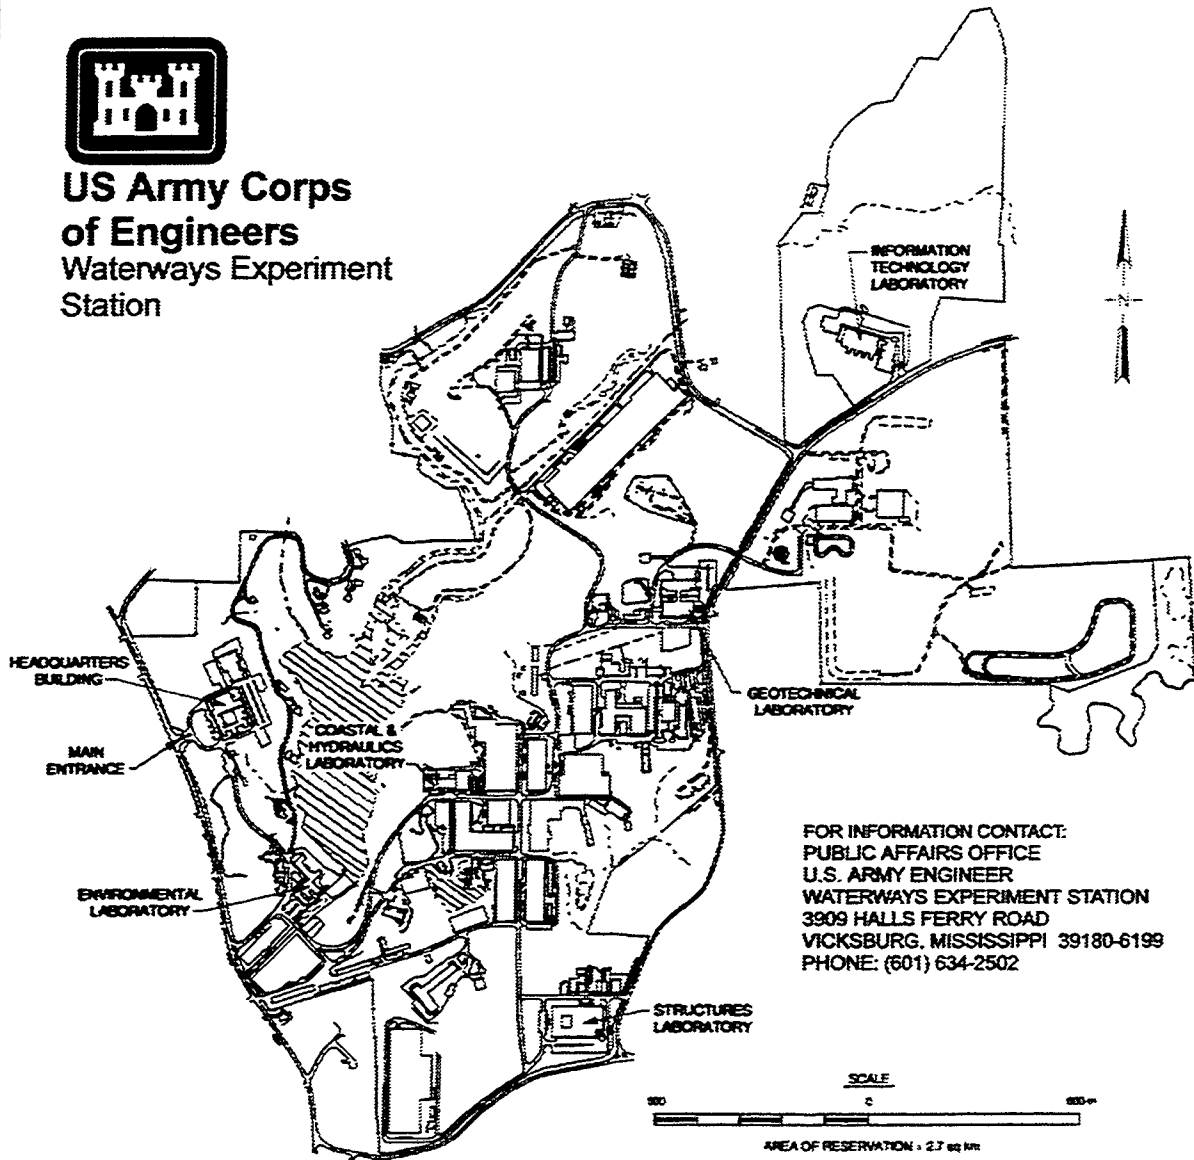 US Army Corps
of Engineers
Waterways Experiment
Station
INFORMATION
TECHNOLOGY
LABORATORY
N
HEADQUARTERS
BUILDING
MAIN
ENTRANCE
COASTAL &
HYDRAULICS
LABORATORY
GEOTECHNICAL
LABORATORY
ENVIRONMENTAL
LABORATORY
STRUCTURES
LABORATORY
FOR INFORMATION CONTACT:
PUBLIC AFFAIRS OFFICE
U.S. ARMY ENGINEER
WATERWAYS EXPERIMENT STATION
3909 HALLS FERRY ROAD
VICKSBURG, MISSISSIPPI 39180-6199
PHONE: (601) 634-2502
SCALE
0
AREA OF RESERVATION = 2.7 sq km